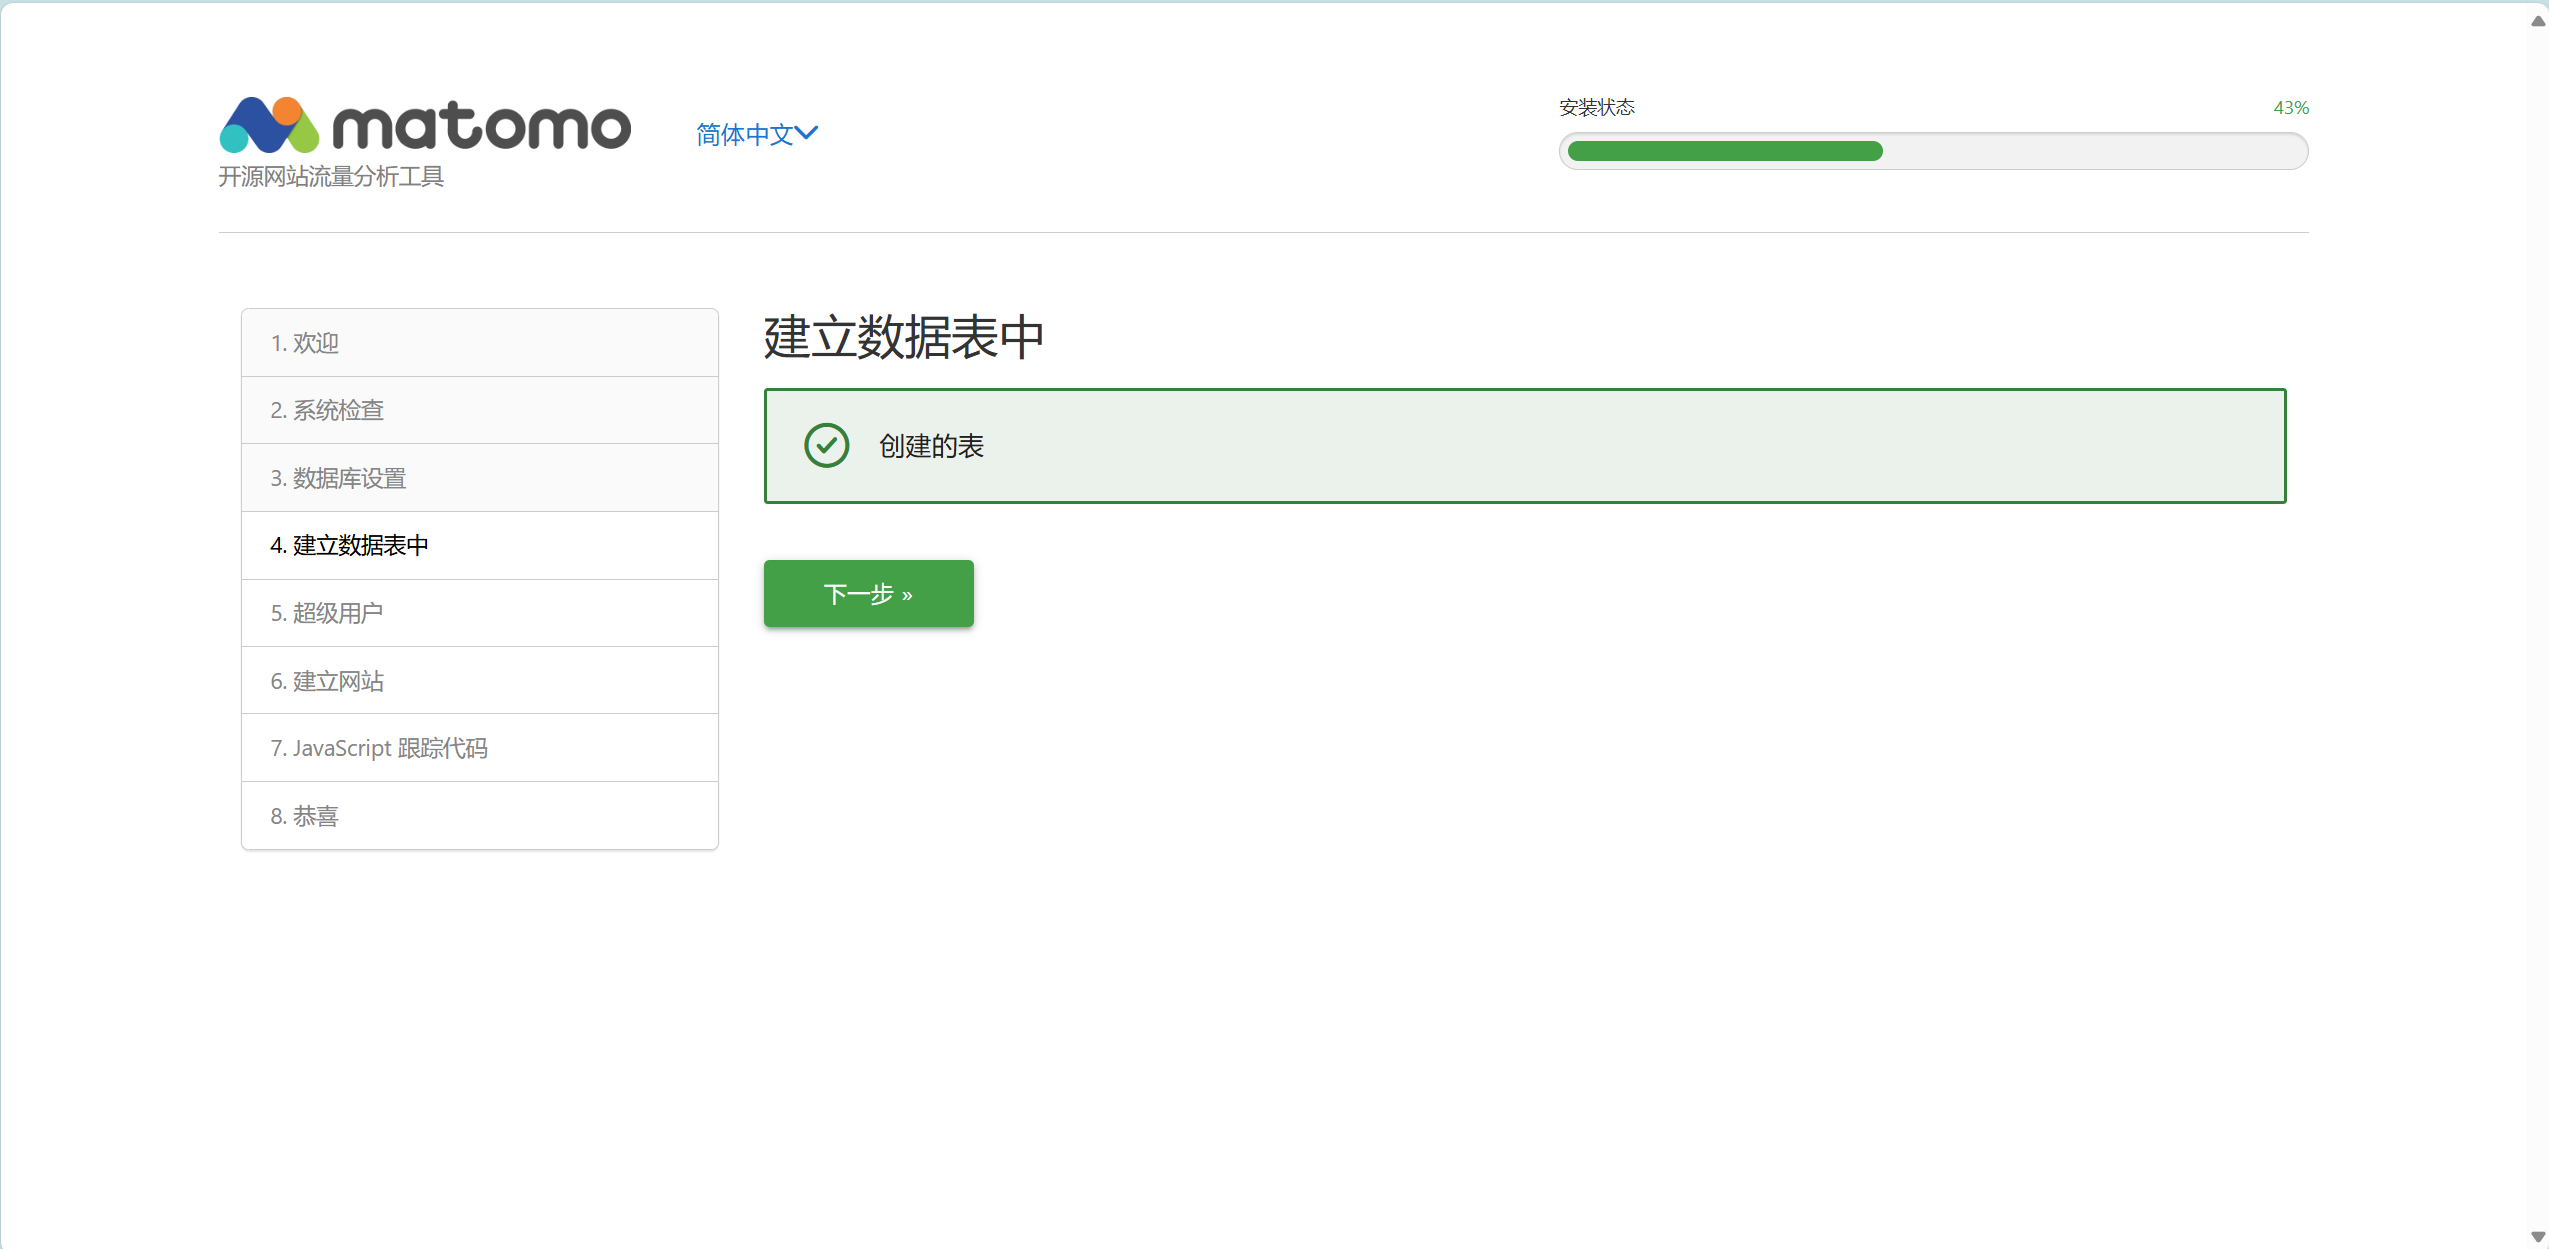 matomo
简体中文
开源网站流量分析工具
安装状态
43%
1. 欢迎
2. 系统检查
3. 数据库设置
4. 建立数据表中
5. 超级用户
6. 建立网站
7. JavaScript 跟踪代码
8. 恭喜
建立数据表中
创建的表
下一步 »